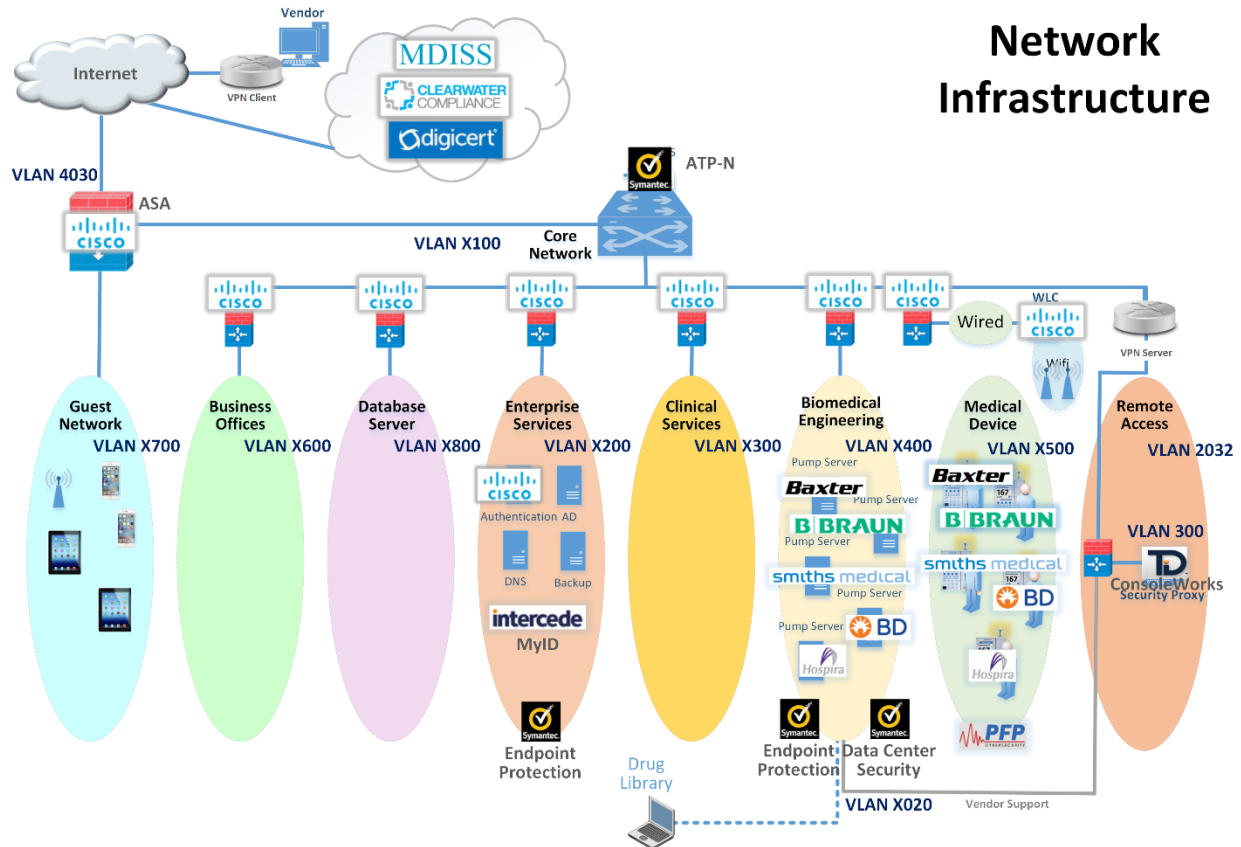 Network
Infrastructure
Vendor
Internet
VPN Client
MDISS
CLEARWATER
COMPLIANCE
digicert
VLAN 4030
ASA
CISCO
Symantec.
ATP-N
Core
Network
VLAN X100
CISCO
CISCO
CISCO
CISCO
CISCO
CISCO
Wired
WLC
CISCO
Wifi
VPN Server
Guest
Network
VLAN X700
Business
Offices
VLAN X600
Database
Server
VLAN X800
Enterprise
Services
VLAN X200
CISCO
Authentication
AD
DNS
Backup
intercede
MyID
Symantec.
Endpoint
Protection
Clinical
Services
VLAN X300
Biomedical
Engineering
VLAN X400
Pump Server
Baxter
Pump Server
B BRAUN
Pump Server
smiths medical
Pump Server
BD
Pump Server
Hospira
Symantec.
Endpoint
Protection
Symantec.
Data Center
Security
Medical
Device
VLAN X500
Baxter
167
B BRAUN
smiths medical
167
BD
Hospira
PFP
CYBERSECURITY
Remote
Access
VLAN 2032
VLAN 300
TD
ConsoleWorks
Security Proxy
Drug
Library
VLAN X020
Vendor Support